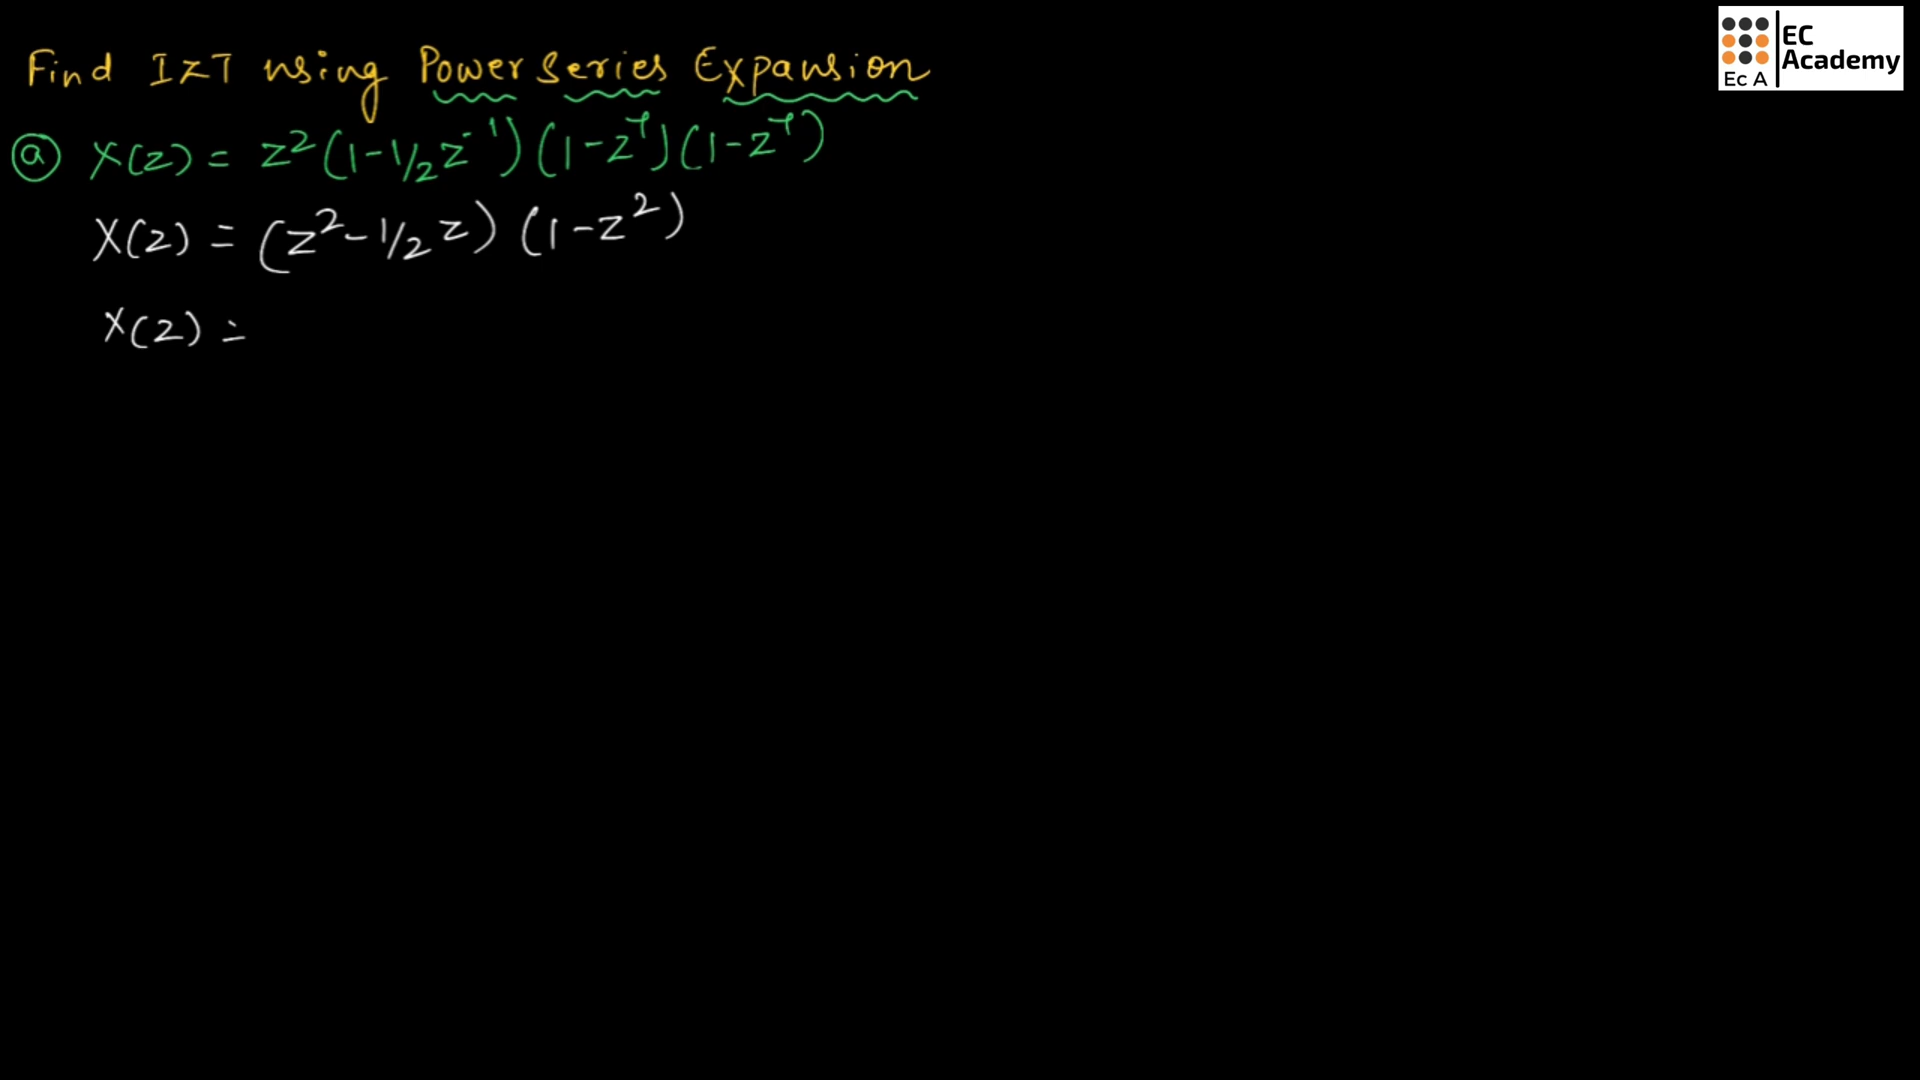 Find IZT using Power Series Expansion
EC
Academy
Ec A
ⓐ X(z) = z²(1-1/2z⁻¹)(1-z⁻¹)(1-z⁻¹)
X(z) = (z²-1/2z)(1-z²)
X(z) =